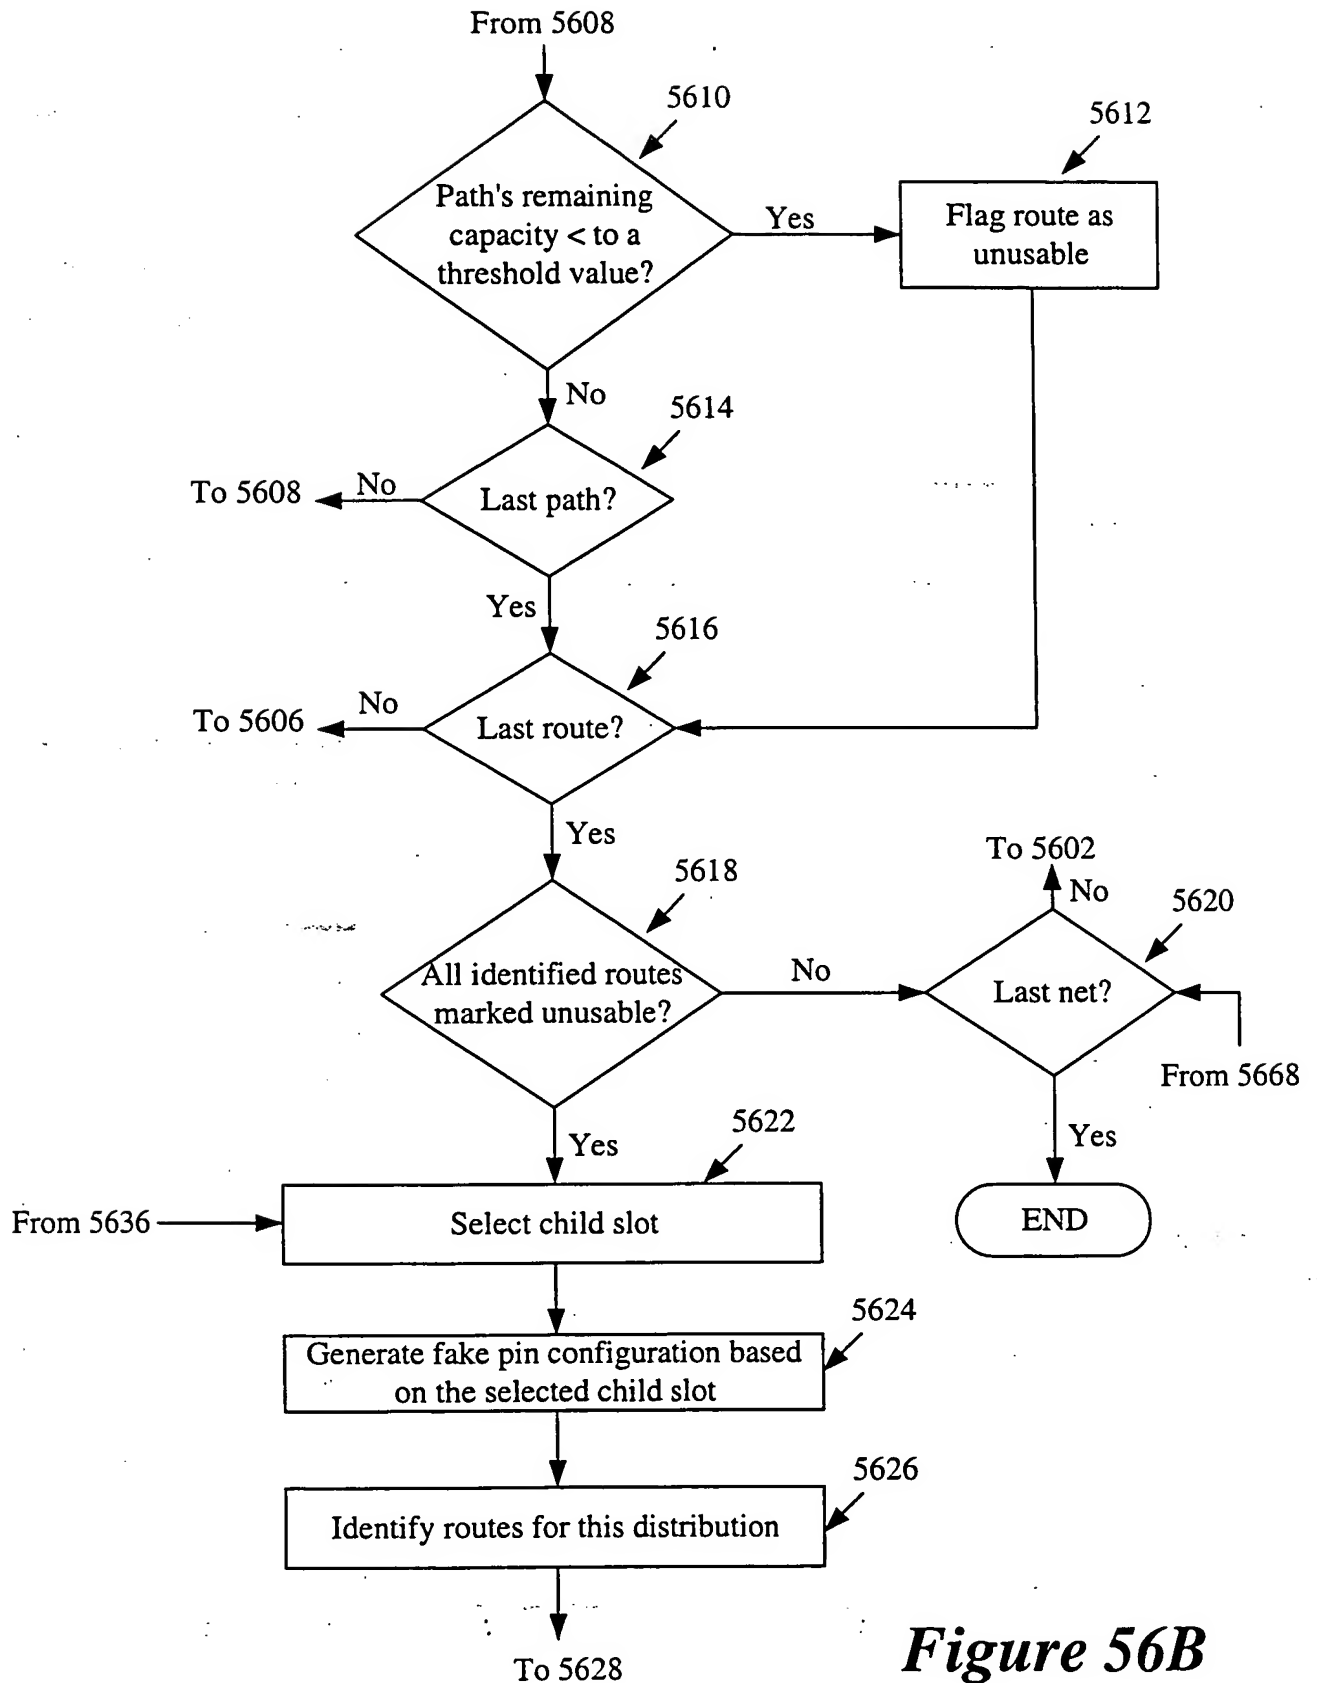 From 5608
5610
5612
Path's remaining
capacity < to a
threshold value?
Yes
Flag route as
unusable
No
5614
To 5608
No
Last path?
Yes
5616
To 5606
No
Last route?
Yes
To 5602
No
5618
5620
All identified routes
marked unusable?
No
Last net?
From 5668
Yes
5622
Yes
From 5636
Select child slot
END
5624
Generate fake pin configuration based
on the selected child slot
5626
Identify routes for this distribution
To 5628
Figure 56B